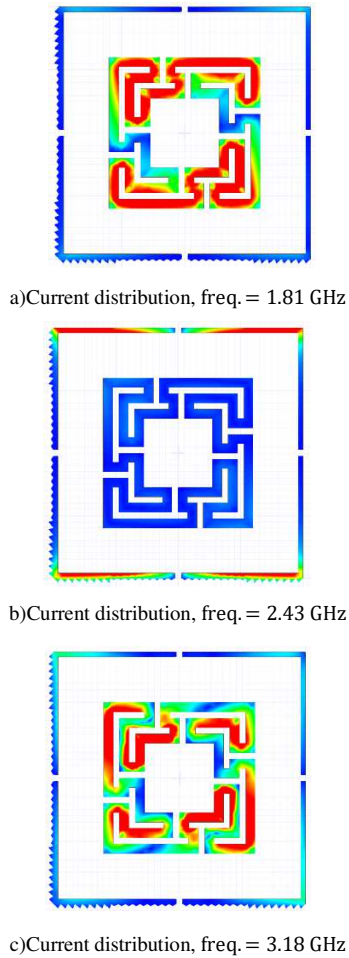 a)Current distribution, freq. = 1.81 GHz
b)Current distribution, freq. = 2.43 GHz
c)Current distribution, freq. = 3.18 GHz